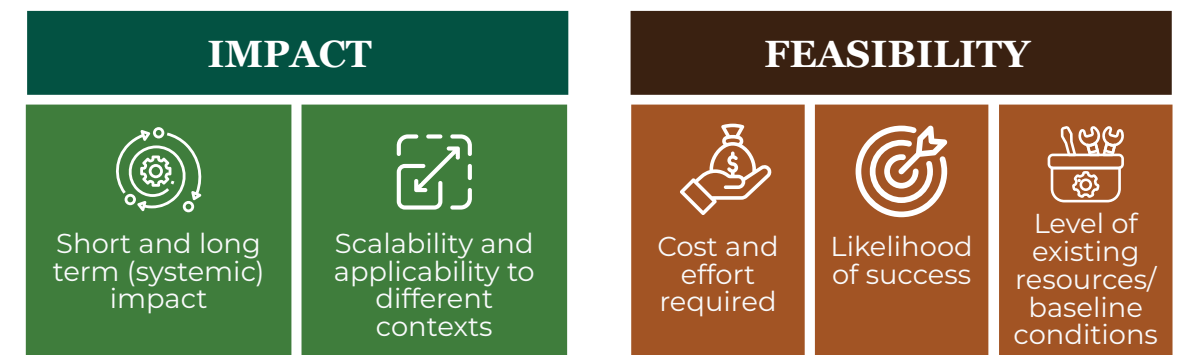 IMPACT
Short and long
term (systemic)
impact
Scalability and
applicability to
different
contexts
FEASIBILITY
$
Cost and
effort
required
Likelihood
of success
Level of
existing
resources/
baseline
conditions